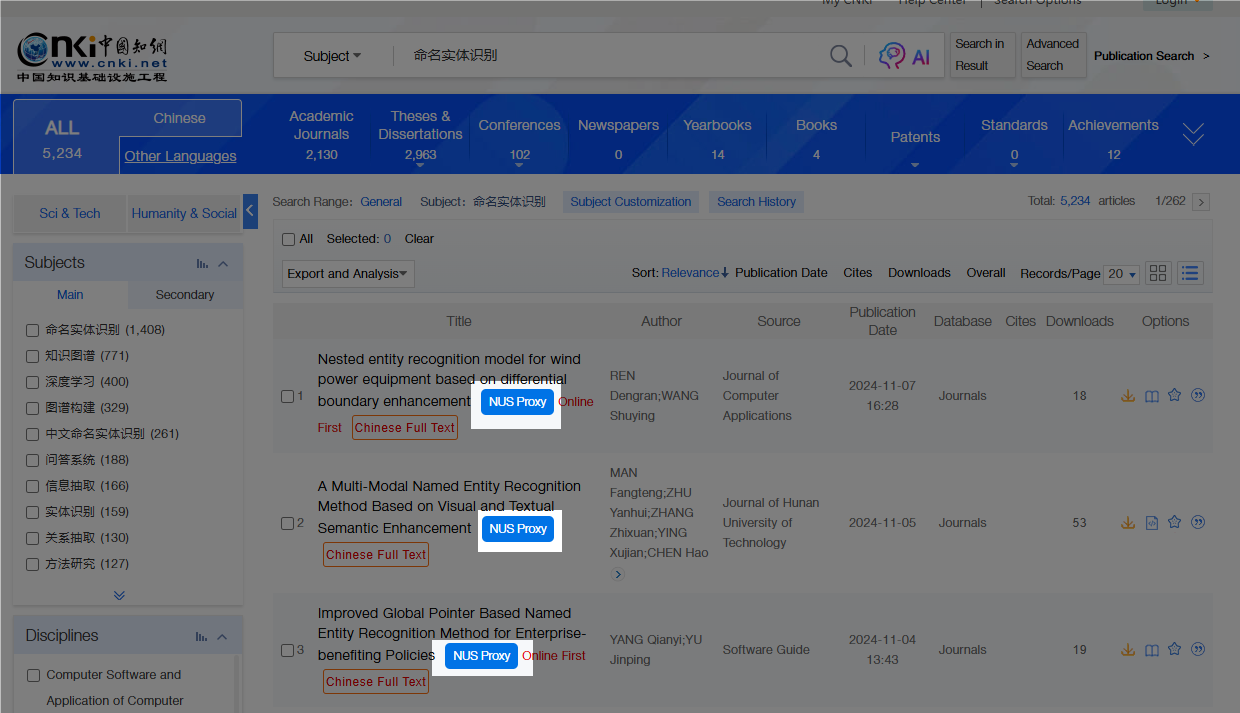 My CNKI Help Center | Search Options Login
Cnki中国知网
www.cnki.net
中国知识基础设施工程
Subject 命名实体识别 AI
Search in Result
Advanced Search
Publication Search >
ALL
5,234
Chinese
Other Languages
Academic Journals
2,130
Theses & Dissertations
2,963
Conferences
102
Newspapers
0
Yearbooks
14
Books
4
Patents
Standards
0
Achievements
12
Sci & Tech Humanity & Social
Subjects
Main Secondary
命名实体识别 (1,408)
知识图谱 (771)
深度学习 (400)
图谱构建 (329)
中文命名实体识别 (261)
问答系统 (188)
信息抽取 (166)
实体识别 (159)
关系抽取 (130)
方法研究 (127)
Disciplines
Computer Software and
Application of Computer
Search Range: General Subject：命名实体识别 Subject Customization Search History Total: 5,234 articles 1/262 >
All Selected: 0 Clear
Export and Analysis
Sort: Relevance↓ Publication Date Cites Downloads Overall Records/Page 20
Title Author Source Publication Date Database Cites Downloads Options
1
Nested entity recognition model for wind
power equipment based on differential
boundary enhancement NUS Proxy Online
First Chinese Full Text
REN
Dengran;WANG
Shuying
Journal of
Computer
Applications
2024-11-07
16:28
Journals
18
2
A Multi-Modal Named Entity Recognition
Method Based on Visual and Textual
Semantic Enhancement NUS Proxy
Chinese Full Text
MAN
Fangteng;ZHU
Yanhui;ZHANG
Zhixuan;YING
Xujian;CHEN Hao
Journal of Hunan
University of
Technology
2024-11-05
Journals
53
3
Improved Global Pointer Based Named
Entity Recognition Method for Enterprise-
benefiting Policies NUS Proxy Online First
Chinese Full Text
YANG Qianyi;YU
Jinping
Software Guide
2024-11-04
13:43
Journals
19